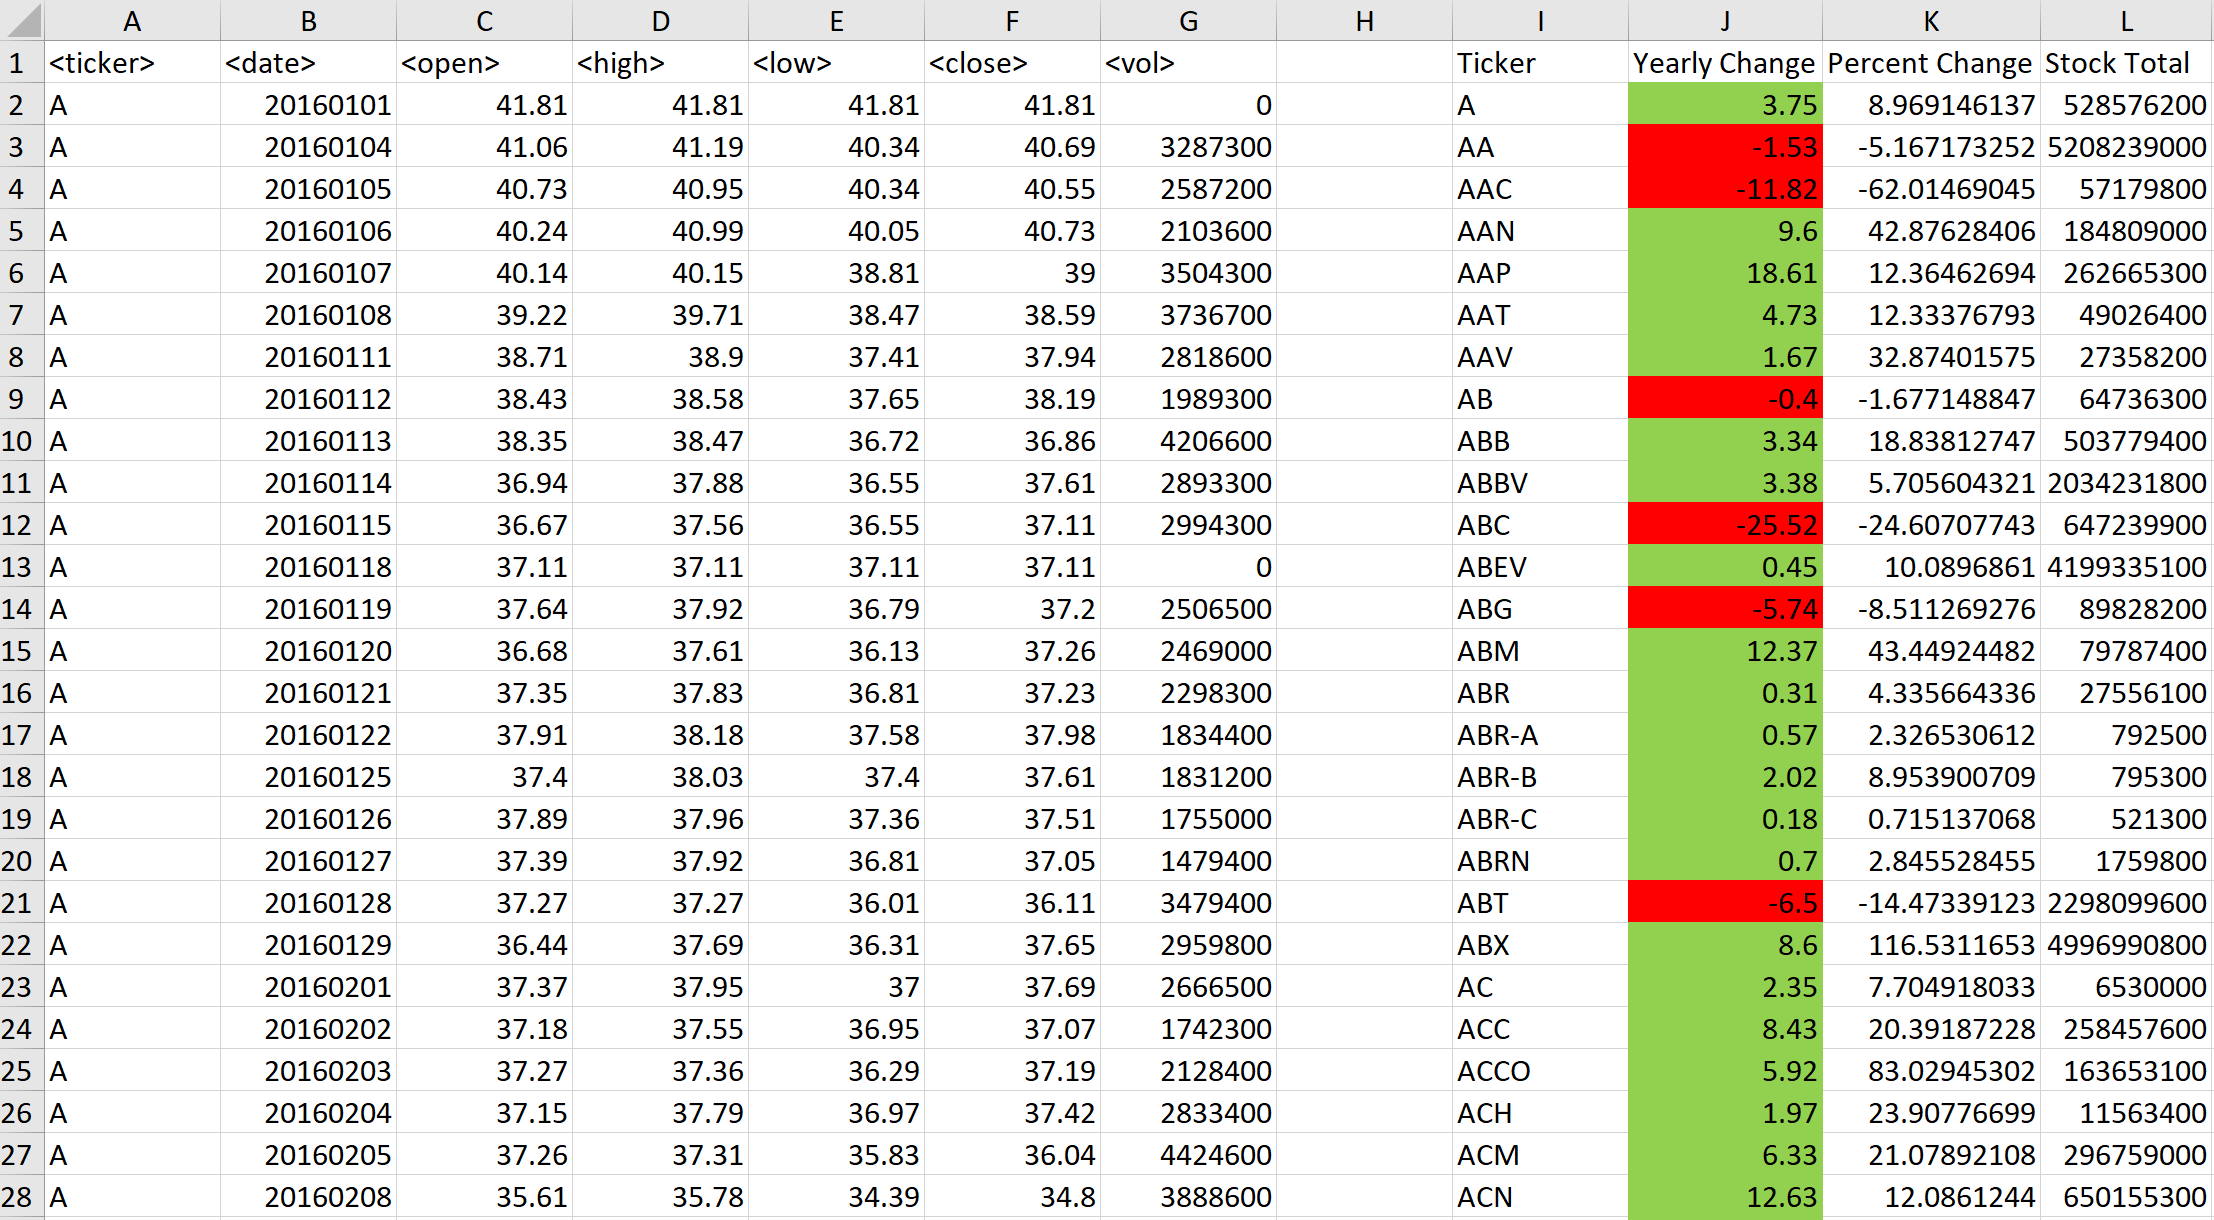 A B C D E F G H I J K L
1 <ticker> <date> <open> <high> <low> <close> <vol> Ticker Yearly Change Percent Change Stock Total
2 A 20160101 41.81 41.81 41.81 41.81 0 A 3.75 8.969146137 528576200
3 A 20160104 41.06 41.19 40.34 40.69 3287300 AA -1.53 -5.167173252 5208239000
4 A 20160105 40.73 40.95 40.34 40.55 2587200 AAC -11.82 -62.01469045 57179800
5 A 20160106 40.24 40.99 40.05 40.73 2103600 AAN 9.6 42.87628406 184809000
6 A 20160107 40.14 40.15 38.81 39 3504300 AAP 18.61 12.36462694 262665300
7 A 20160108 39.22 39.71 38.47 38.59 3736700 AAT 4.73 12.33376793 49026400
8 A 20160111 38.71 38.9 37.41 37.94 2818600 AAV 1.67 32.87401575 27358200
9 A 20160112 38.43 38.58 37.65 38.19 1989300 AB -0.4 -1.677148847 64736300
10 A 20160113 38.35 38.47 36.72 36.86 4206600 ABB 3.34 18.83812747 503779400
11 A 20160114 36.94 37.88 36.55 37.61 2893300 ABBV 3.38 5.705604321 2034231800
12 A 20160115 36.67 37.56 36.55 37.11 2994300 ABC -25.52 -24.60707743 647239900
13 A 20160118 37.11 37.11 37.11 37.11 0 ABEV 0.45 10.0896861 4199335100
14 A 20160119 37.64 37.92 36.79 37.2 2506500 ABG -5.74 -8.511269276 89828200
15 A 20160120 36.68 37.61 36.13 37.26 2469000 ABM 12.37 43.44924482 79787400
16 A 20160121 37.35 37.83 36.81 37.23 2298300 ABR 0.31 4.335664336 27556100
17 A 20160122 37.91 38.18 37.58 37.98 1834400 ABR-A 0.57 2.326530612 792500
18 A 20160125 37.4 38.03 37.4 37.61 1831200 ABR-B 2.02 8.953900709 795300
19 A 20160126 37.89 37.96 37.36 37.51 1755000 ABR-C 0.18 0.715137068 521300
20 A 20160127 37.39 37.92 36.81 37.05 1479400 ABRN 0.7 2.845528455 1759800
21 A 20160128 37.27 37.27 36.01 36.11 3479400 ABT -6.5 -14.47339123 2298099600
22 A 20160129 36.44 37.69 36.31 37.65 2959800 ABX 8.6 116.5311653 4996990800
23 A 20160201 37.37 37.95 37 37.69 2666500 AC 2.35 7.704918033 6530000
24 A 20160202 37.18 37.55 36.95 37.07 1742300 ACC 8.43 20.39187228 258457600
25 A 20160203 37.27 37.36 36.29 37.19 2128400 ACCO 5.92 83.02945302 163653100
26 A 20160204 37.15 37.79 36.97 37.42 2833400 ACH 1.97 23.90776699 11563400
27 A 20160205 37.26 37.31 35.83 36.04 4424600 ACM 6.33 21.07892108 296759000
28 A 20160208 35.61 35.78 34.39 34.8 3888600 ACN 12.63 12.0861244 650155300